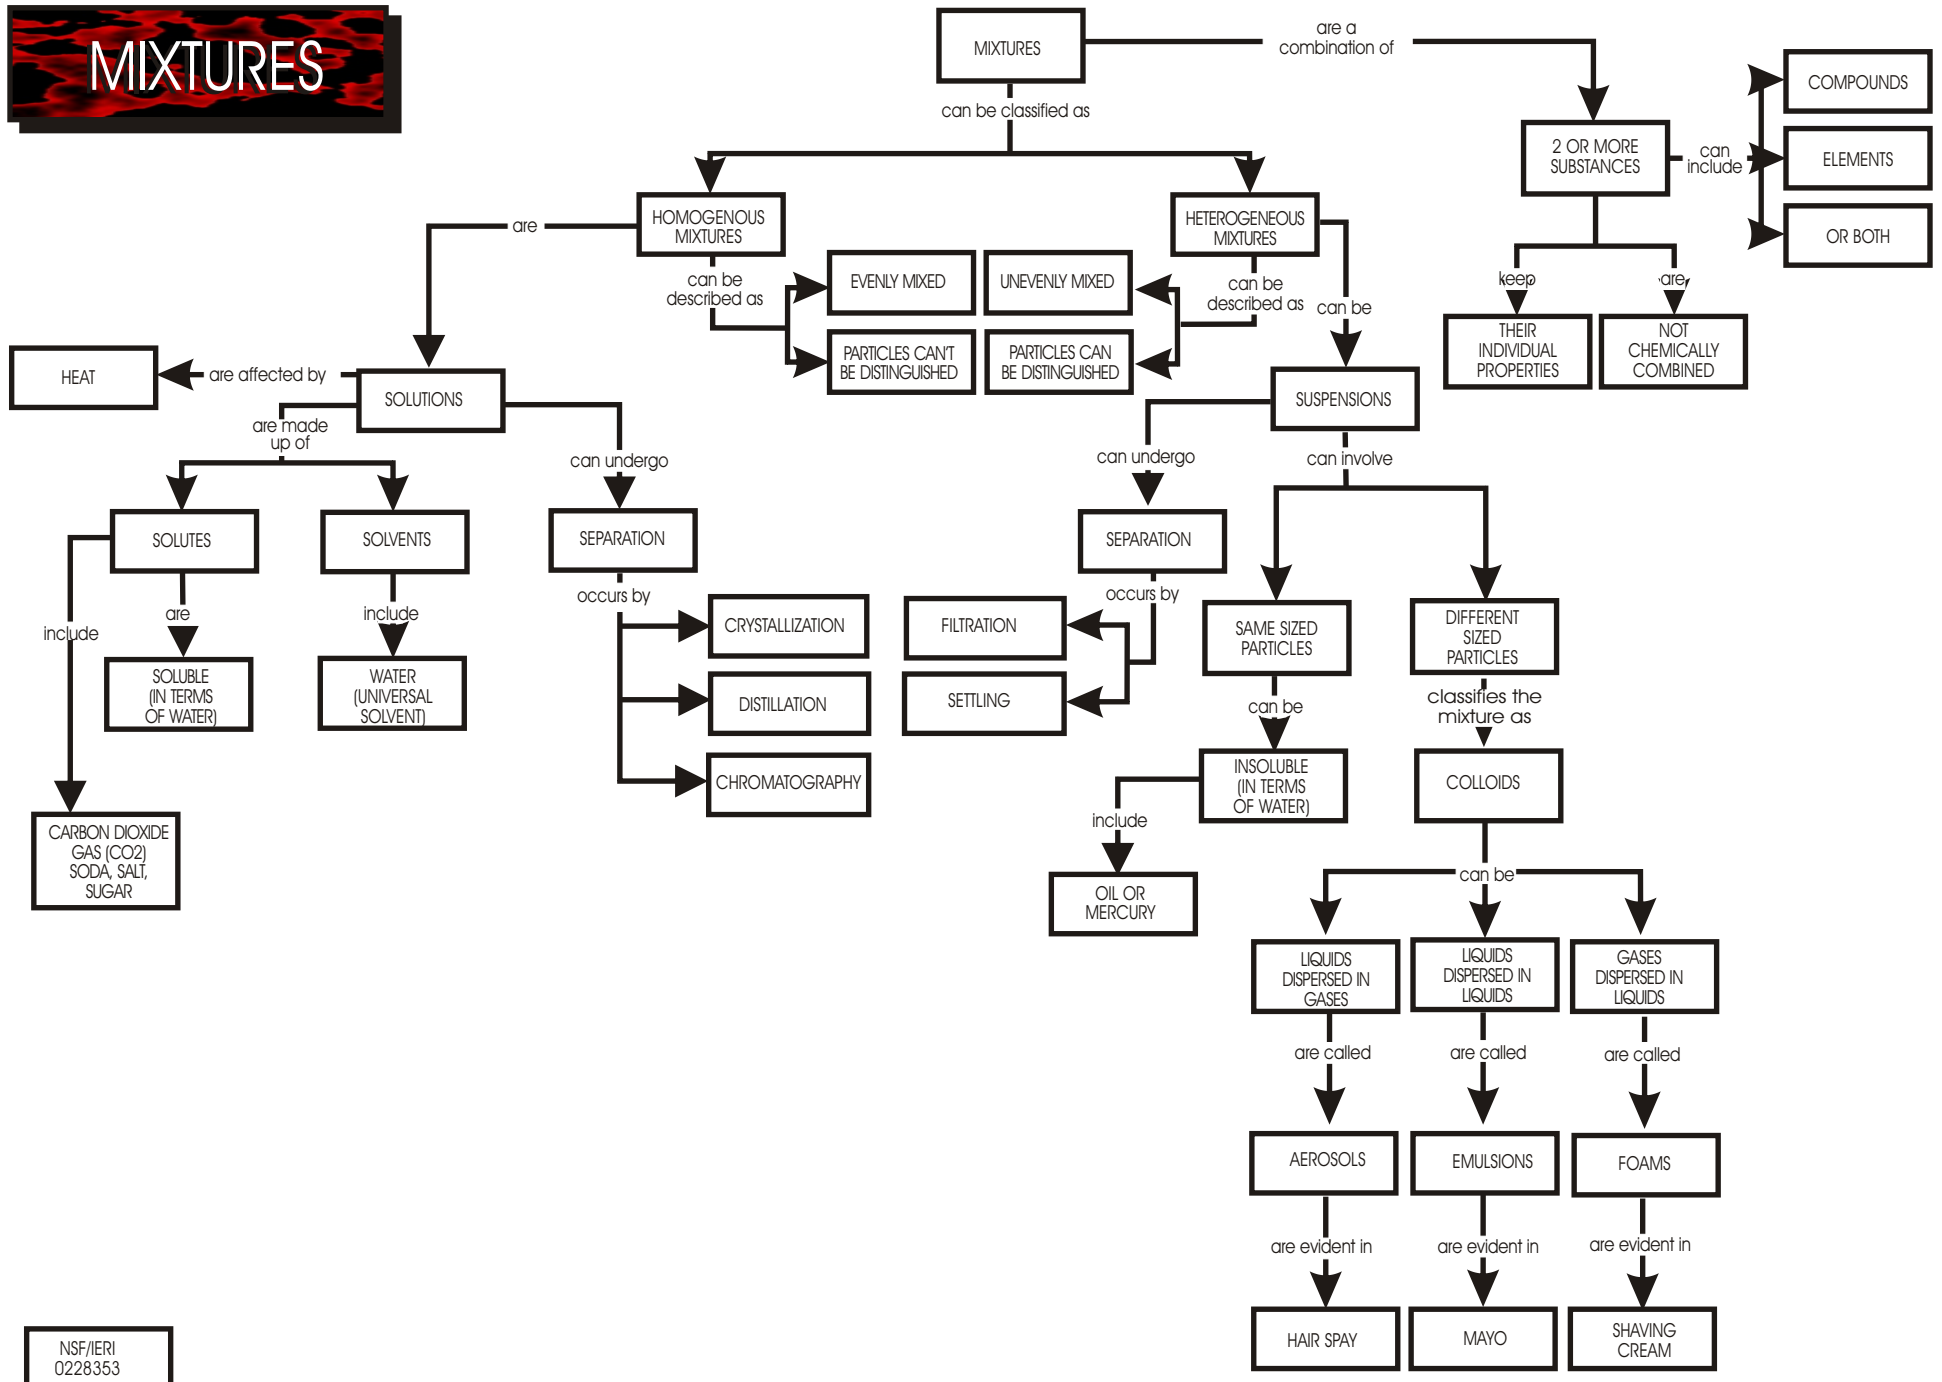 MIXTURES
MIXTURES
are a
combination of
can be classified as
COMPOUNDS
2 OR MORE
SUBSTANCES
can
include
ELEMENTS
OR BOTH
HOMOGENOUS
MIXTURES
HETEROGENEOUS
MIXTURES
are
can be
described as
EVENLY MIXED
UNEVENLY MIXED
can be
described as
can be
keep
are
PARTICLES CAN'T
BE DISTINGUISHED
PARTICLES CAN
BE DISTINGUISHED
THEIR
INDIVIDUAL
PROPERTIES
NOT
CHEMICALLY
COMBINED
HEAT
are affected by
SOLUTIONS
SUSPENSIONS
are made
up of
can undergo
can undergo
can involve
SOLUTES
SOLVENTS
SEPARATION
SEPARATION
include
are
include
occurs by
occurs by
CRYSTALLIZATION
FILTRATION
SAME SIZED
PARTICLES
DIFFERENT
SIZED
PARTICLES
SOLUBLE
(IN TERMS
OF WATER)
WATER
(UNIVERSAL
SOLVENT)
DISTILLATION
SETTLING
can be
classifies the
mixture as
CHROMATOGRAPHY
INSOLUBLE
(IN TERMS
OF WATER)
COLLOIDS
include
CARBON DIOXIDE
GAS (CO2)
SODA, SALT,
SUGAR
OIL OR
MERCURY
can be
LIQUIDS
DISPERSED IN
GASES
LIQUIDS
DISPERSED IN
LIQUIDS
GASES
DISPERSED IN
LIQUIDS
are called
are called
are called
AEROSOLS
EMULSIONS
FOAMS
are evident in
are evident in
are evident in
HAIR SPAY
MAYO
SHAVING
CREAM
NSF/IERI
0228353